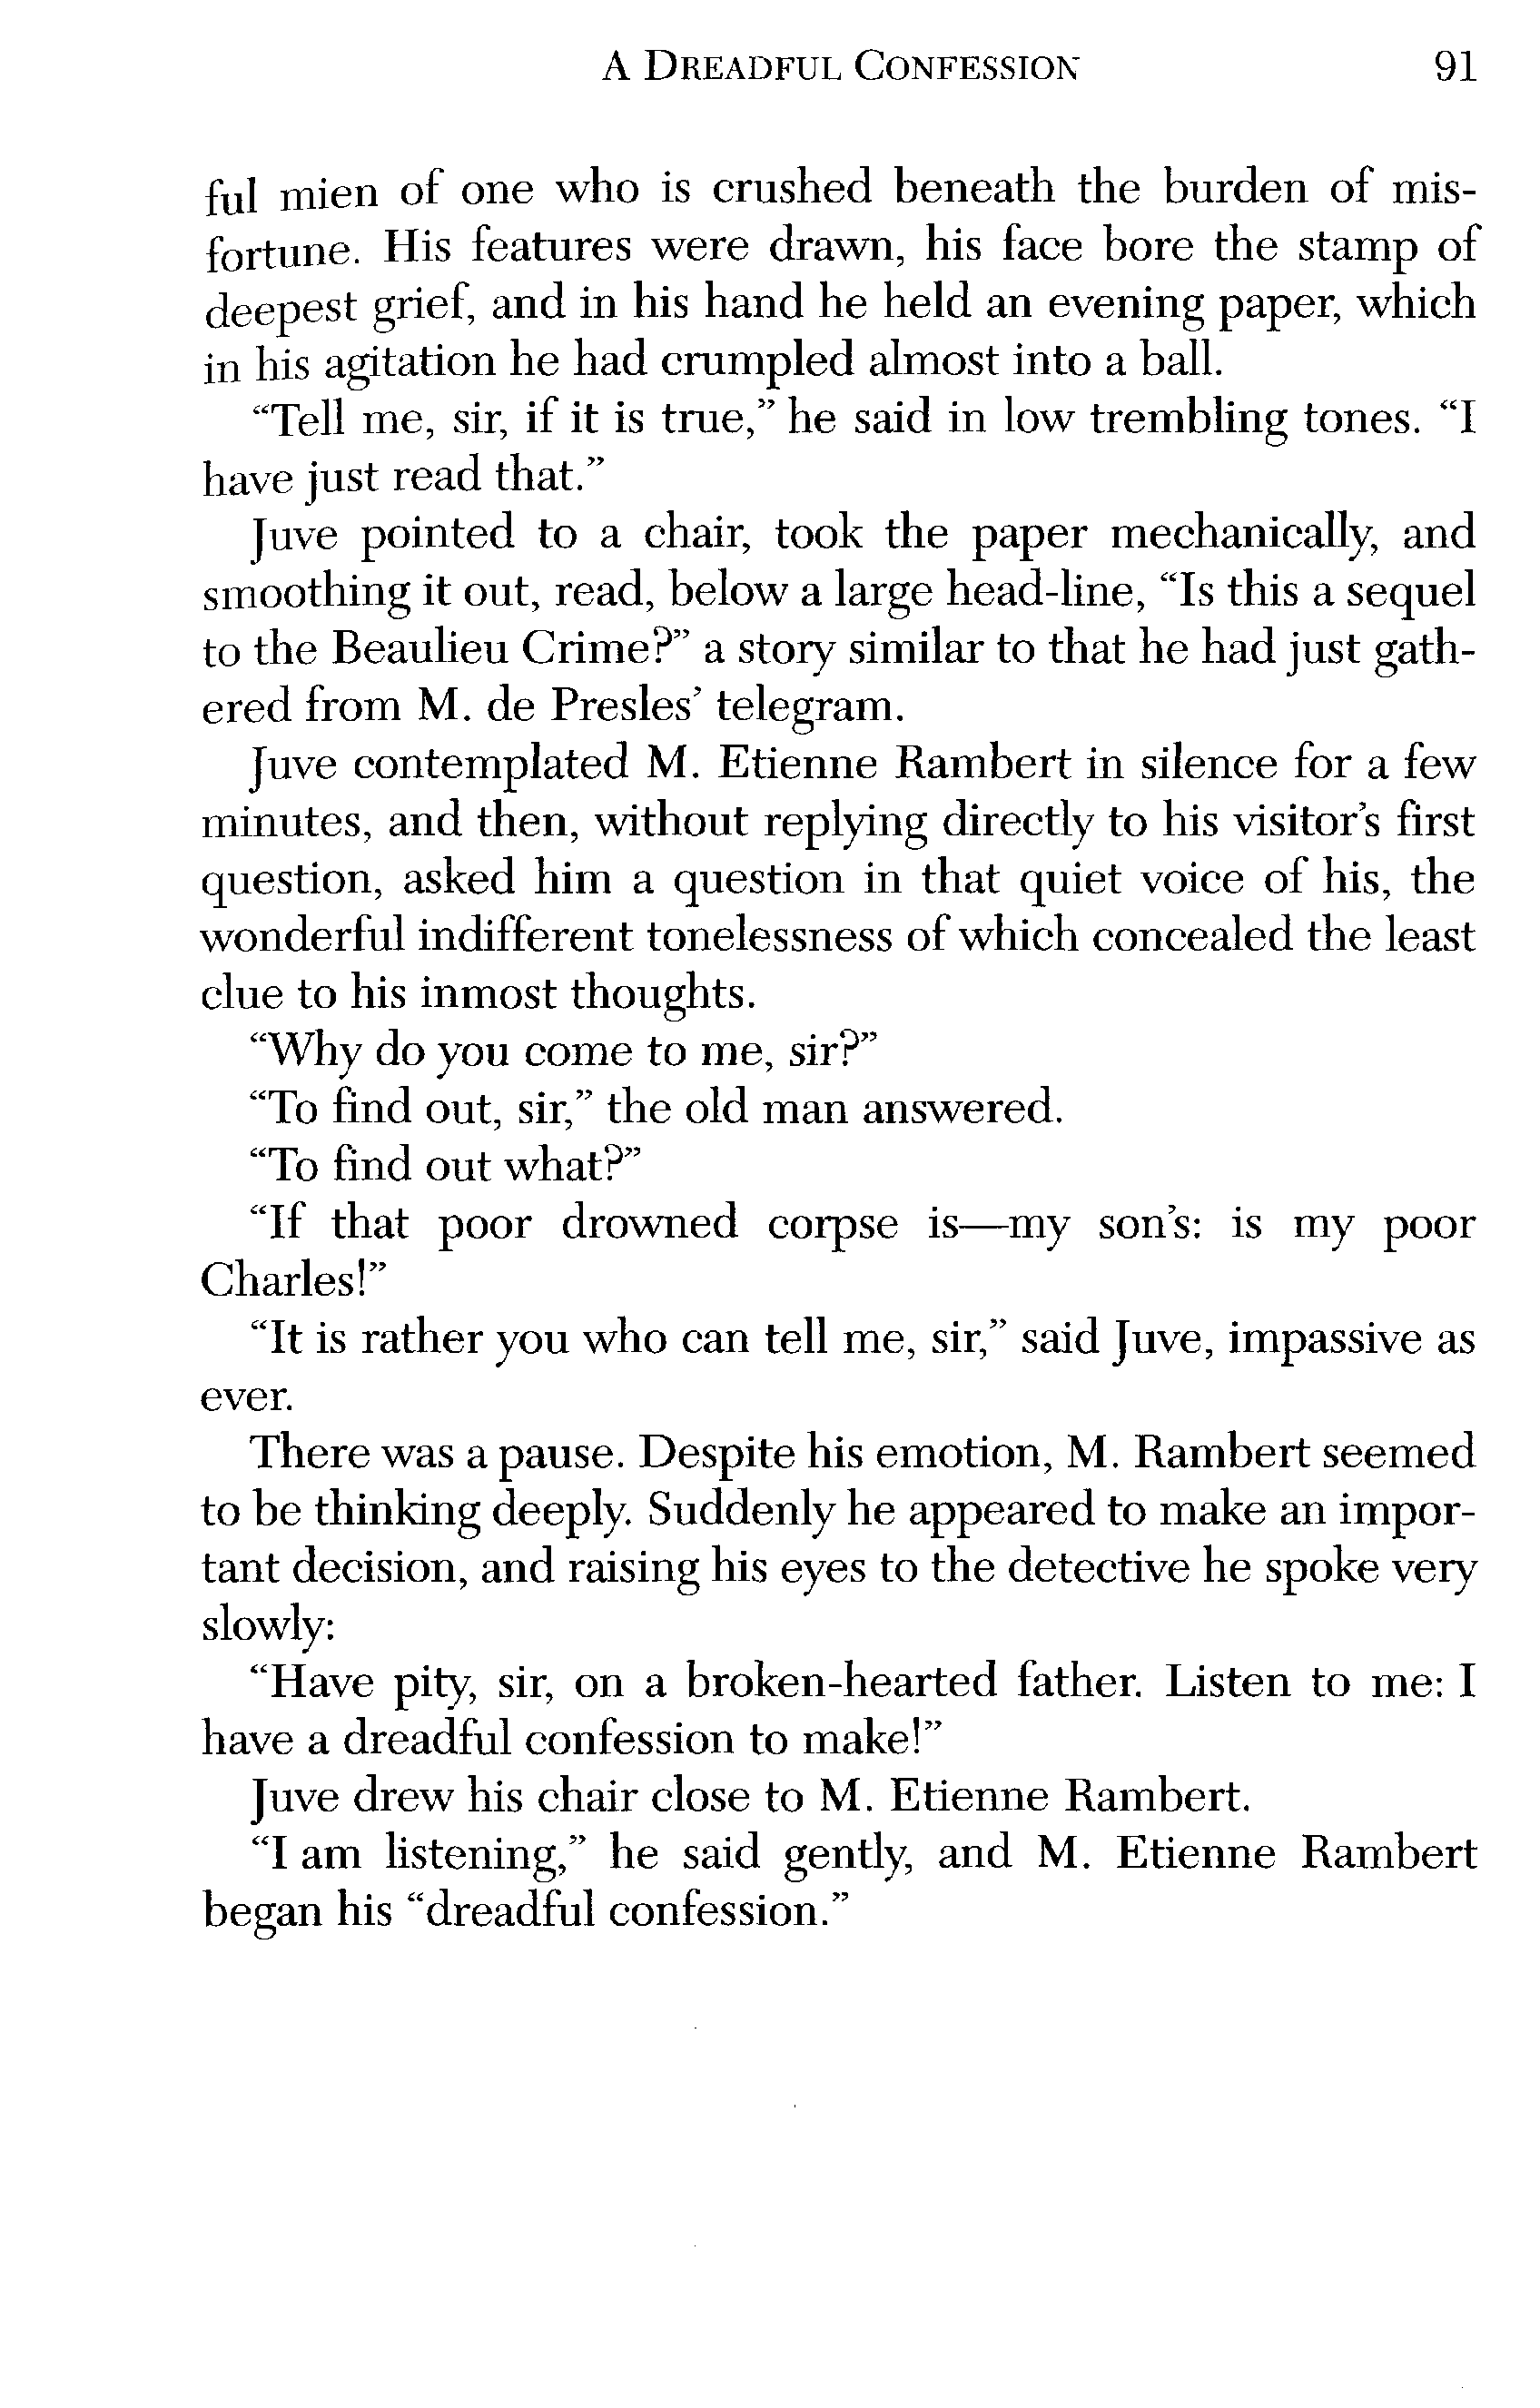 A DREADFUL CONFESSION 91
ful mien of one who is crushed beneath the burden of mis-
fortune. His features were drawn, his face bore the stamp of
deepest grief, and in his hand he held an evening paper, which
in his agitation he had crumpled almost into a ball.
“Tell me, sir, if it is true,” he said in low trembling tones. “I
have just read that.”
Juve pointed to a chair, took the paper mechanically, and
smoothing it out, read, below a large head-line, “Is this a sequel
to the Beaulieu Crime?” a story similar to that he had just gath-
ered from M. de Presles’ telegram.
Juve contemplated M. Etienne Rambert in silence for a few
minutes, and then, without replying directly to his visitor’s first
question, asked him a question in that quiet voice of his, the
wonderful indifferent tonelessness of which concealed the least
clue to his inmost thoughts.
“Why do you come to me, sir?”
“To find out, sir,” the old man answered.
“To find out what?”
“If that poor drowned corpse is—my son’s: is my poor
Charles!”
“It is rather you who can tell me, sir,” said Juve, impassive as
ever.
There was a pause. Despite his emotion, M. Rambert seemed
to be thinking deeply. Suddenly he appeared to make an impor-
tant decision, and raising his eyes to the detective he spoke very
slowly:
“Have pity, sir, on a broken-hearted father. Listen to me: I
have a dreadful confession to make!”
Juve drew his chair close to M. Etienne Rambert.
“I am listening,” he said gently, and M. Etienne Rambert
began his “dreadful confession.”